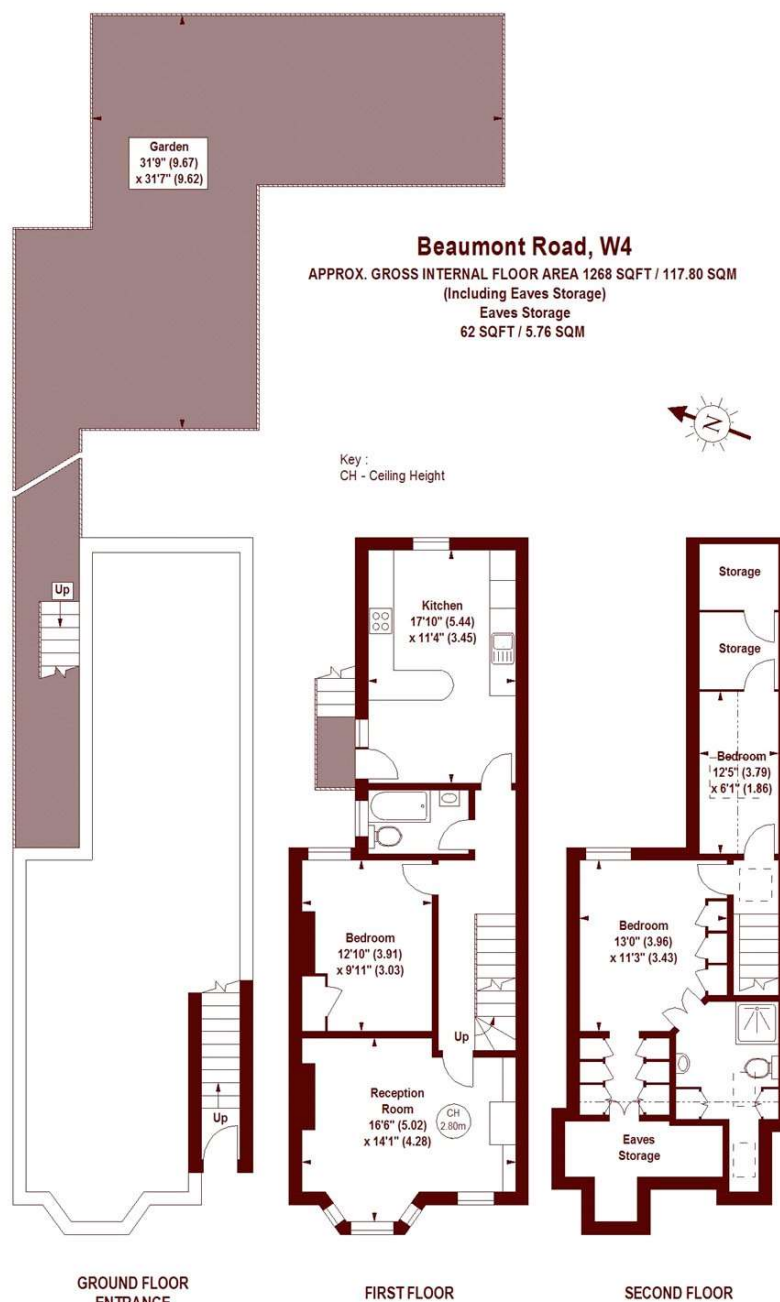 Garden
31'9" (9.67)
x 31'7" (9.62)
Beaumont Road, W4
APPROX. GROSS INTERNAL FLOOR AREA 1268 SQFT / 117.80 SQM
(Including Eaves Storage)
Eaves Storage
62 SQFT / 5.76 SQM
N
Key :
CH - Ceiling Height
Up
Up
GROUND FLOOR
ENTRANCE
Kitchen
17'10" (5.44)
x 11'4" (3.45)
Bedroom
12'10" (3.91)
x 9'11" (3.03)
Up
Reception
Room
16'6" (5.02)
x 14'1" (4.28)
CH
2.80m
FIRST FLOOR
Storage
Storage
Bedroom
12'5" (3.79)
x 6'1" (1.86)
Bedroom
13'0" (3.96)
x 11'3" (3.43)
Eaves
Storage
SECOND FLOOR